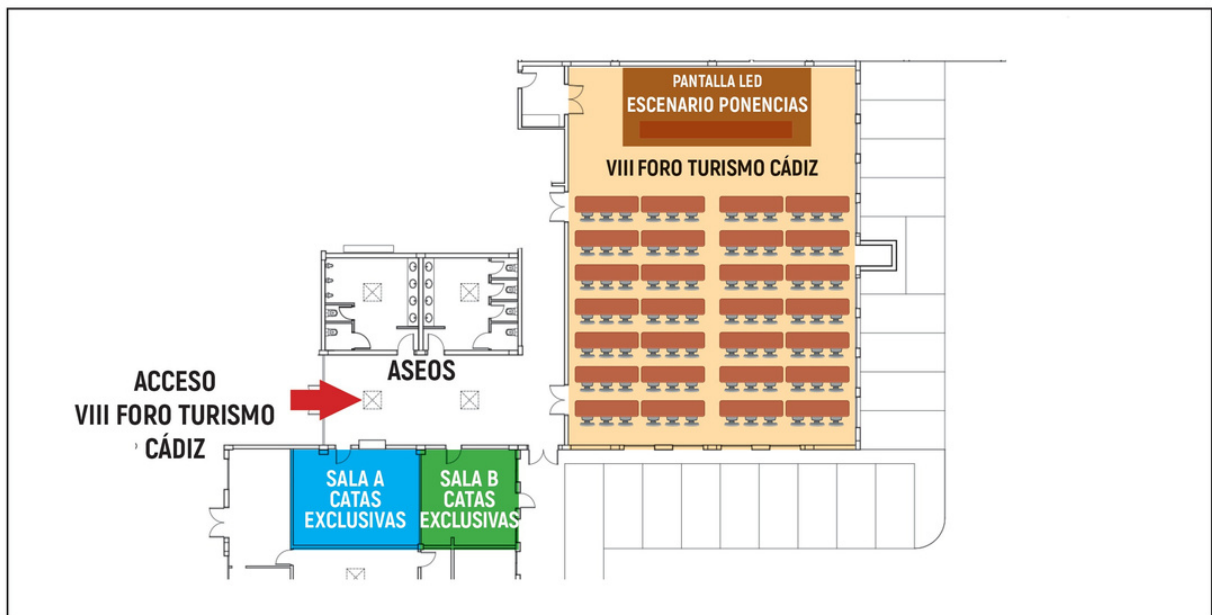 PANTALLA LED
ESCENARIO PONENCIAS
VIII FORO TURISMO CÁDIZ
ASEOS
ACCESO
VIII FORO TURISMO
CÁDIZ
SALA A
CATAS
EXCLUSIVAS
SALA B
CATAS
EXCLUSIVAS